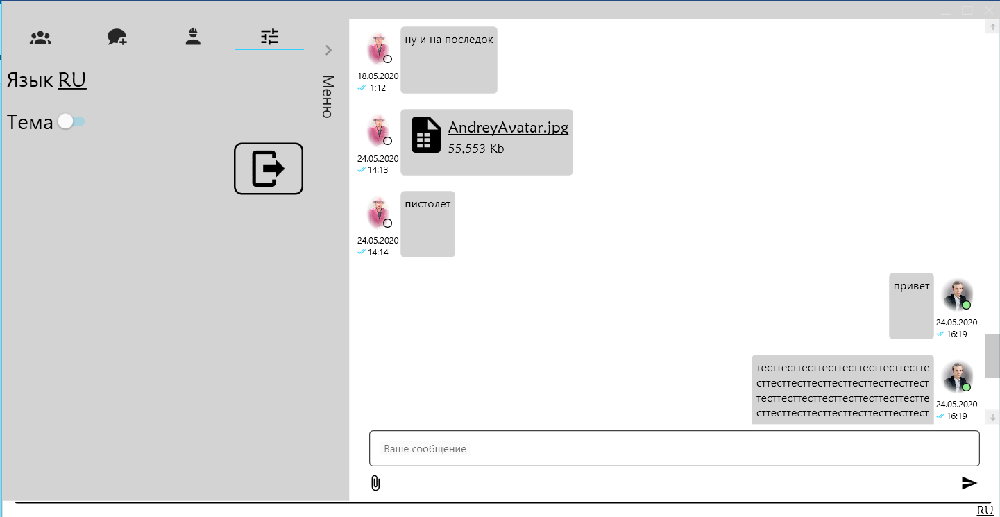 Язык RU
Тема
Меню
ну и на последок
18.05.2020
1:12
AndreyAvatar.jpg
55,553 Kb
24.05.2020
14:13
пистолет
24.05.2020
14:14
привет
24.05.2020
16:19
тесттесттесттесттесттесттесттесттe
сттесттесттесттесттесттесттесттест
тесттесттесттесттесттесттесттесттe
сттесттесттесттесттесттесттесттест
24.05.2020
16:19
Ваше сообщение
RU